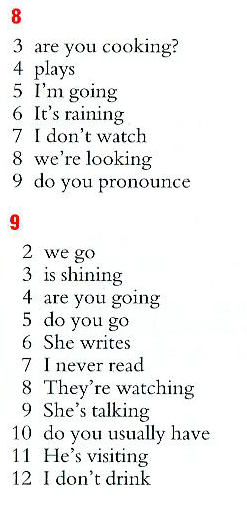 8
3 are you cooking?
4 plays
5 I'm going
6 It's raining
7 I don't watch
8 we're looking
9 do you pronounce
9
2 we go
3 is shining
4 are you going
5 do you go
6 She writes
7 I never read
8 They're watching
9 She's talking
10 do you usually have
11 He's visiting
12 I don't drink